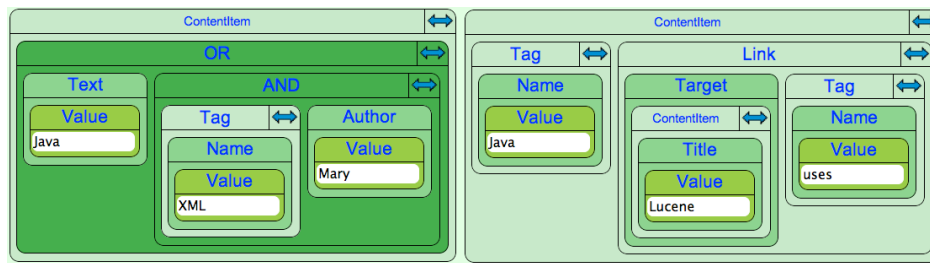 ContentItem
OR
Text
AND
Value
Java
Tag
Author
Name
Value
Mary
Value
XML
ContentItem
Tag
Link
Name
Target
Tag
Value
Java
ContentItem
Name
Title
Value
uses
Value
Lucene